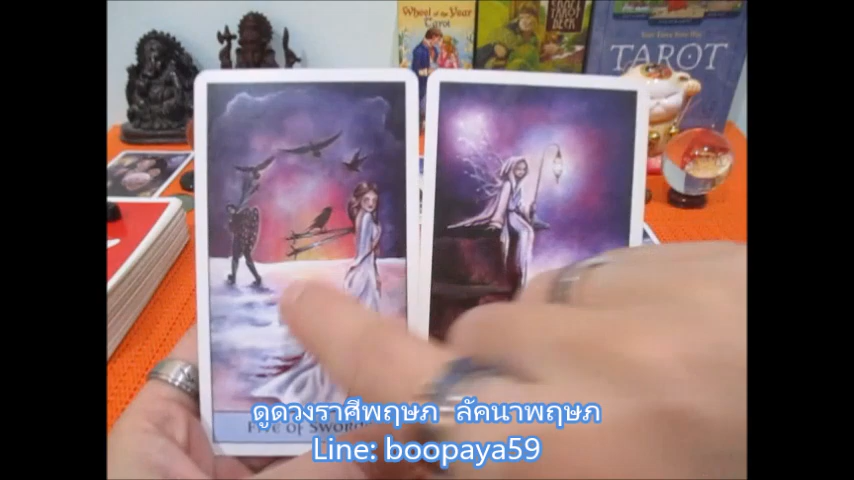 Wheel of the Year
Tarot
TAROT
FIVE OF SWORDS
ดูดวงราศีพฤษภ ลัคนาพฤษภ
Line: boopaya59